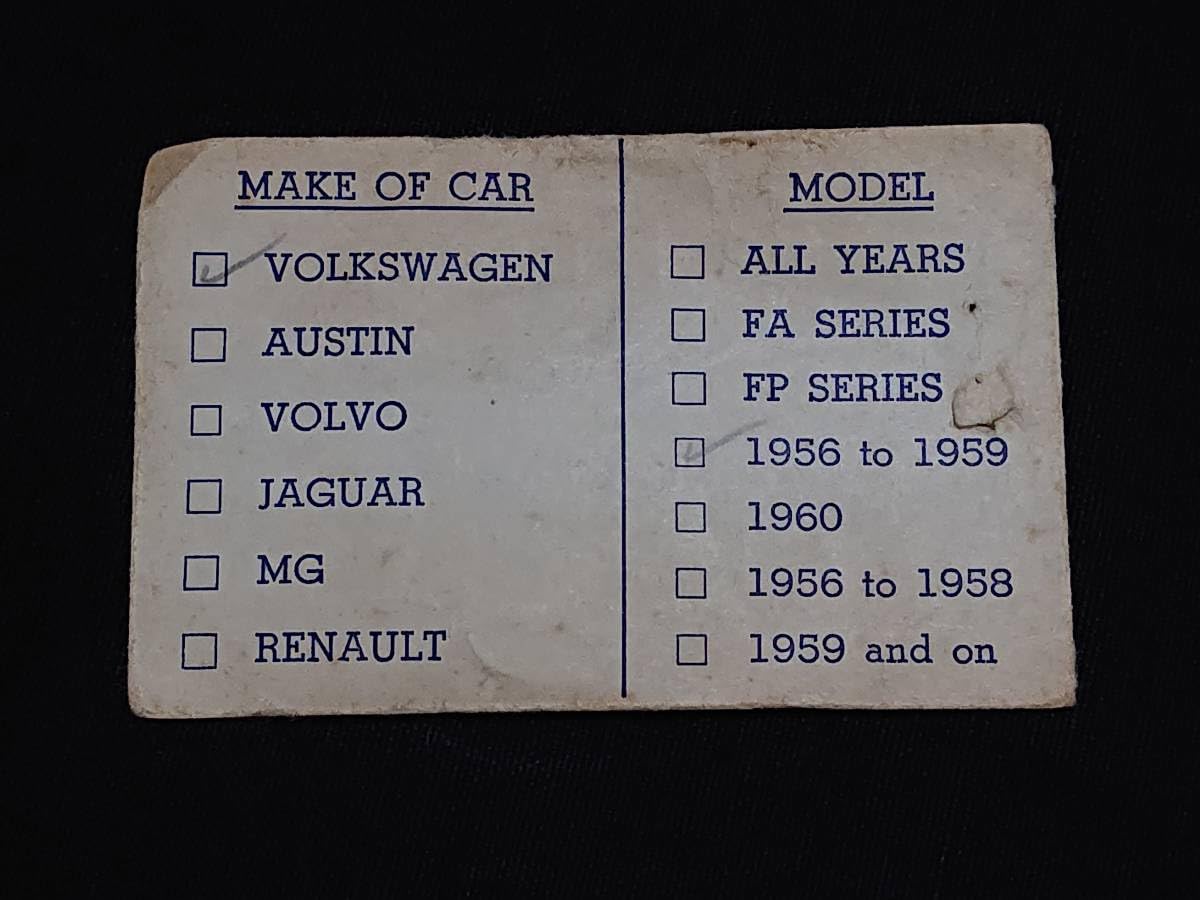 MAKE OF CAR
VOLKSWAGEN
AUSTIN
VOLVO
JAGUAR
MG
RENAULT
MODEL
ALL YEARS
FA SERIES
FP SERIES
1956 to 1959
1960
1956 to 1958
1959 and on